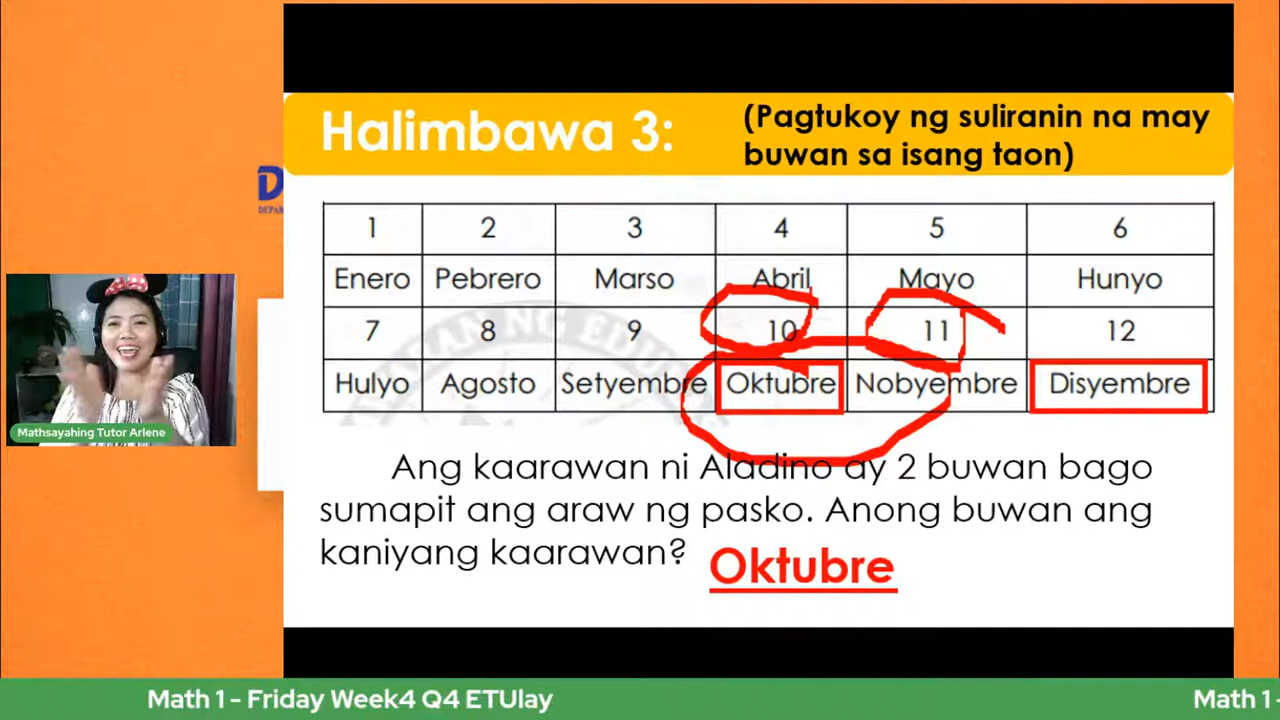 Halimbawa 3:
(Pagtukoy ng suliranin na may
buwan sa isang taon)
1 2 3 4 5 6
Enero Pebrero Marso Abril Mayo Hunyo
7 8 9 10 11 12
Hulyo Agosto Setyembre Oktubre Nobyembre Disyembre
Ang kaarawan ni Aladino ay 2 buwan bago
sumapit ang araw ng pasko. Anong buwan ang
kaniyang kaarawan?
Oktubre
Mathsayahing Tutor Arlene
Math 1 - Friday Week4 Q4 ETUlay
Math 1 -